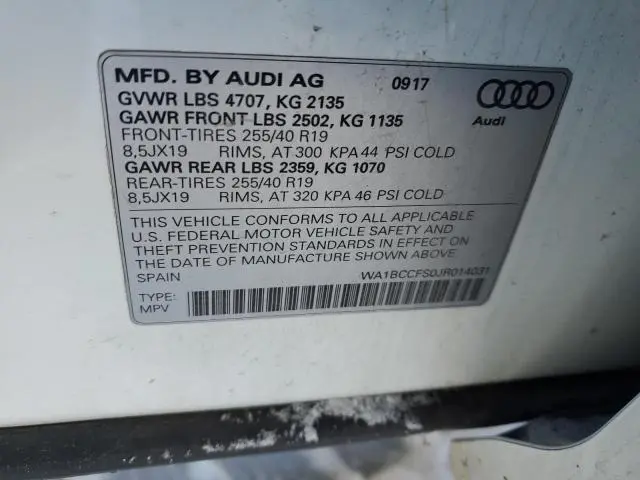 MFD. BY AUDI AG 0917
GVWR LBS 4707, KG 2135
GAWR FRONT LBS 2502, KG 1135
FRONT-TIRES 255/40 R19
8,5JX19 RIMS, AT 300 KPA 44 PSI COLD
GAWR REAR LBS 2359, KG 1070
REAR-TIRES 255/40 R19
8,5JX19 RIMS, AT 320 KPA 46 PSI COLD
Audi
THIS VEHICLE CONFORMS TO ALL APPLICABLE
U.S. FEDERAL MOTOR VEHICLE SAFETY AND
THEFT PREVENTION STANDARDS IN EFFECT ON
THE DATE OF MANUFACTURE SHOWN ABOVE.
SPAIN WA1BCCFS0JR014031
TYPE:
MPV